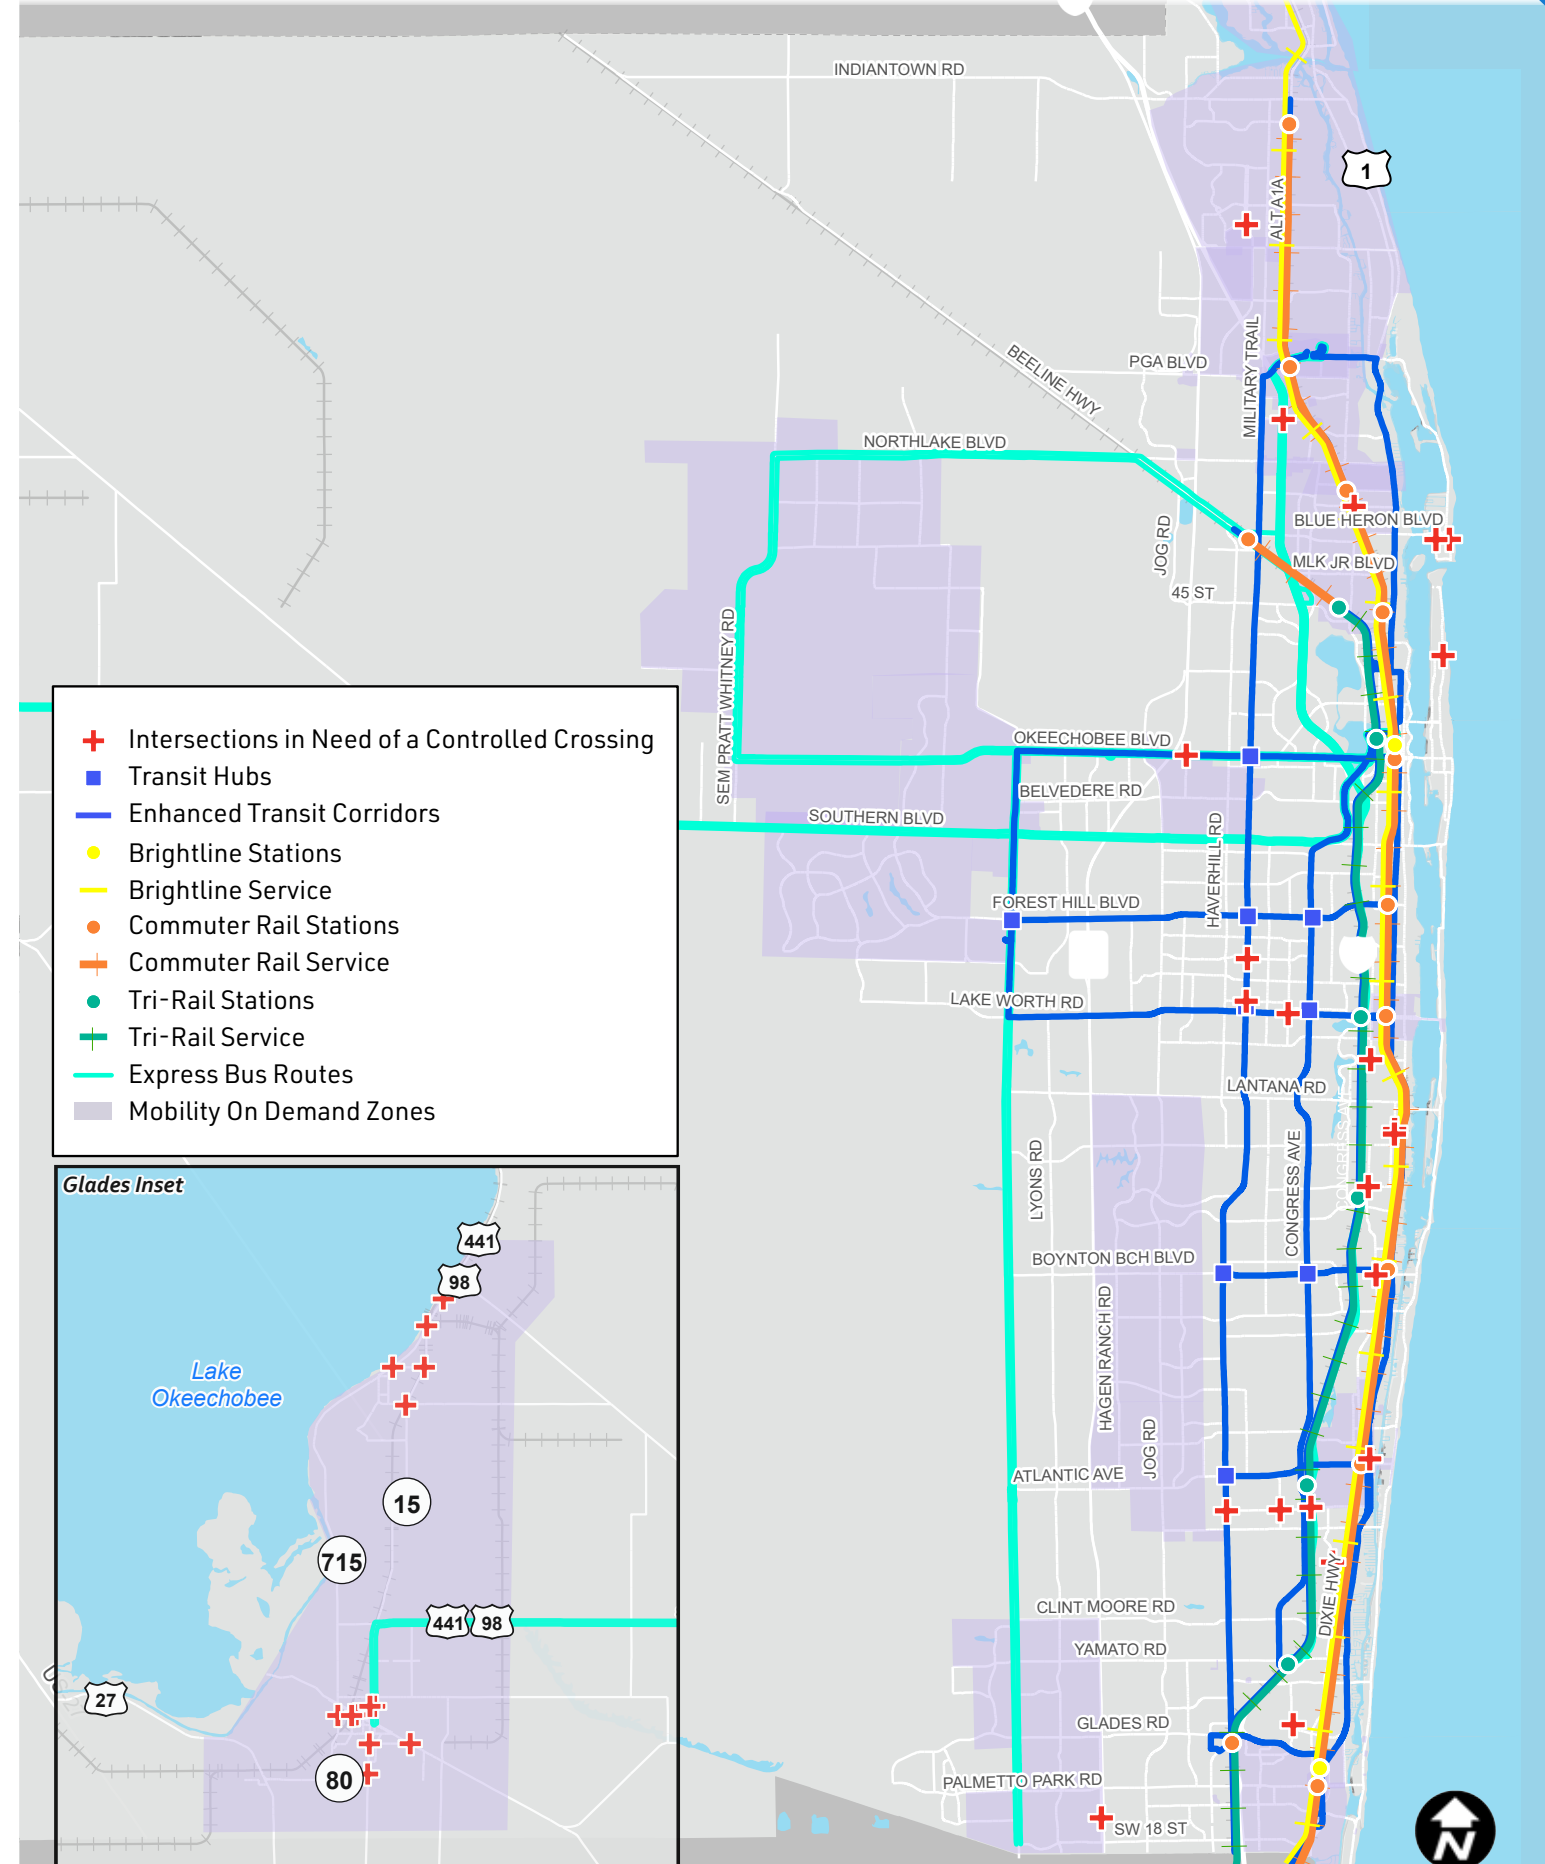 INDIANTOWN RD
1
ALT A1A
MILITARY TRAIL
PGA BLVD
BEELINE HWY
NORTHLAKE BLVD
JOG RD
BLUE HERON BLVD
MLK JR BLVD
45 ST
SEM PRATT WHITNEY RD
OKEECHOBEE BLVD
BELVEDERE RD
SOUTHERN BLVD
HAVERHILL RD
FOREST HILL BLVD
LAKE WORTH RD
LANTANA RD
CONGRESS AVE
LYONS RD
CONGRESS AVE
BOYNTON BCH BLVD
HAGEN RANCH RD
JOG RD
ATLANTIC AVE
CLINT MOORE RD
DIXIE HWY
YAMATO RD
GLADES RD
PALMETTO PARK RD
SW 18 ST
N
Intersections in Need of a Controlled Crossing
Transit Hubs
Enhanced Transit Corridors
Brightline Stations
Brightline Service
Commuter Rail Stations
Commuter Rail Service
Tri-Rail Stations
Tri-Rail Service
Express Bus Routes
Mobility On Demand Zones
Glades Inset
441
98
Lake
Okeechobee
15
715
441 98
27
80